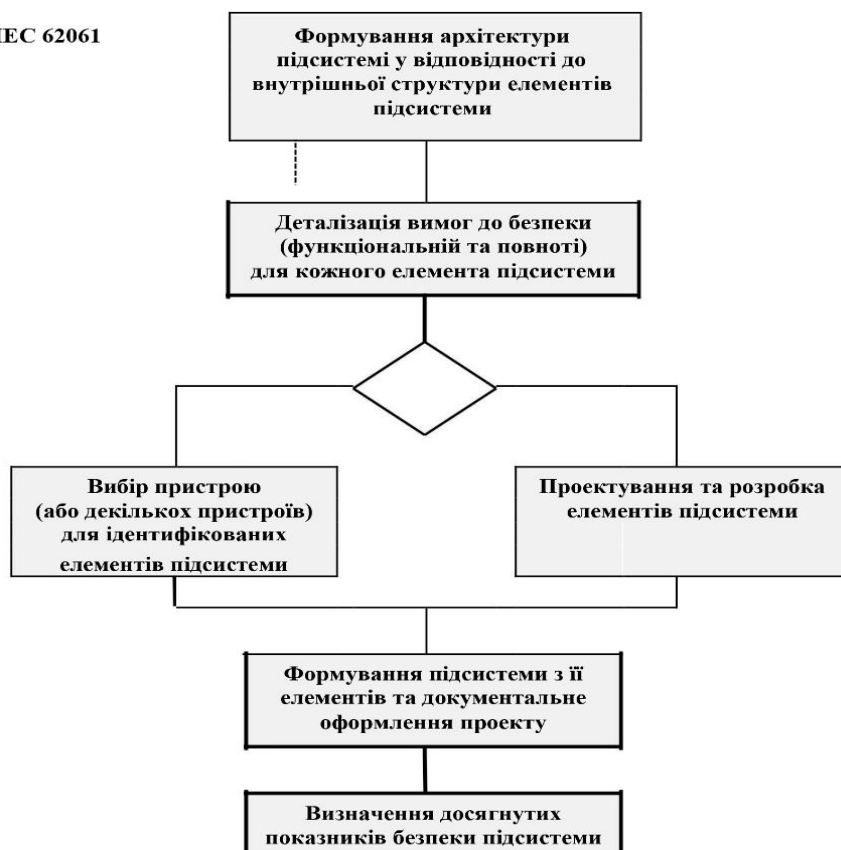 IEC 62061
Формування архітектури
підсистемі у відповідності до
внутрішньої структури елементів
підсистеми
Деталізація вимог до безпеки
(функціональній та повноті)
для кожного елемента підсистеми
Вибір пристрою
(або декількох пристроїв)
для ідентифікованих
елементів підсистеми
Проектування та розробка
елементів підсистеми
Формування підсистеми з її
елементів та документальне
оформлення проекту
Визначення досягнутих
показників безпеки підсистеми